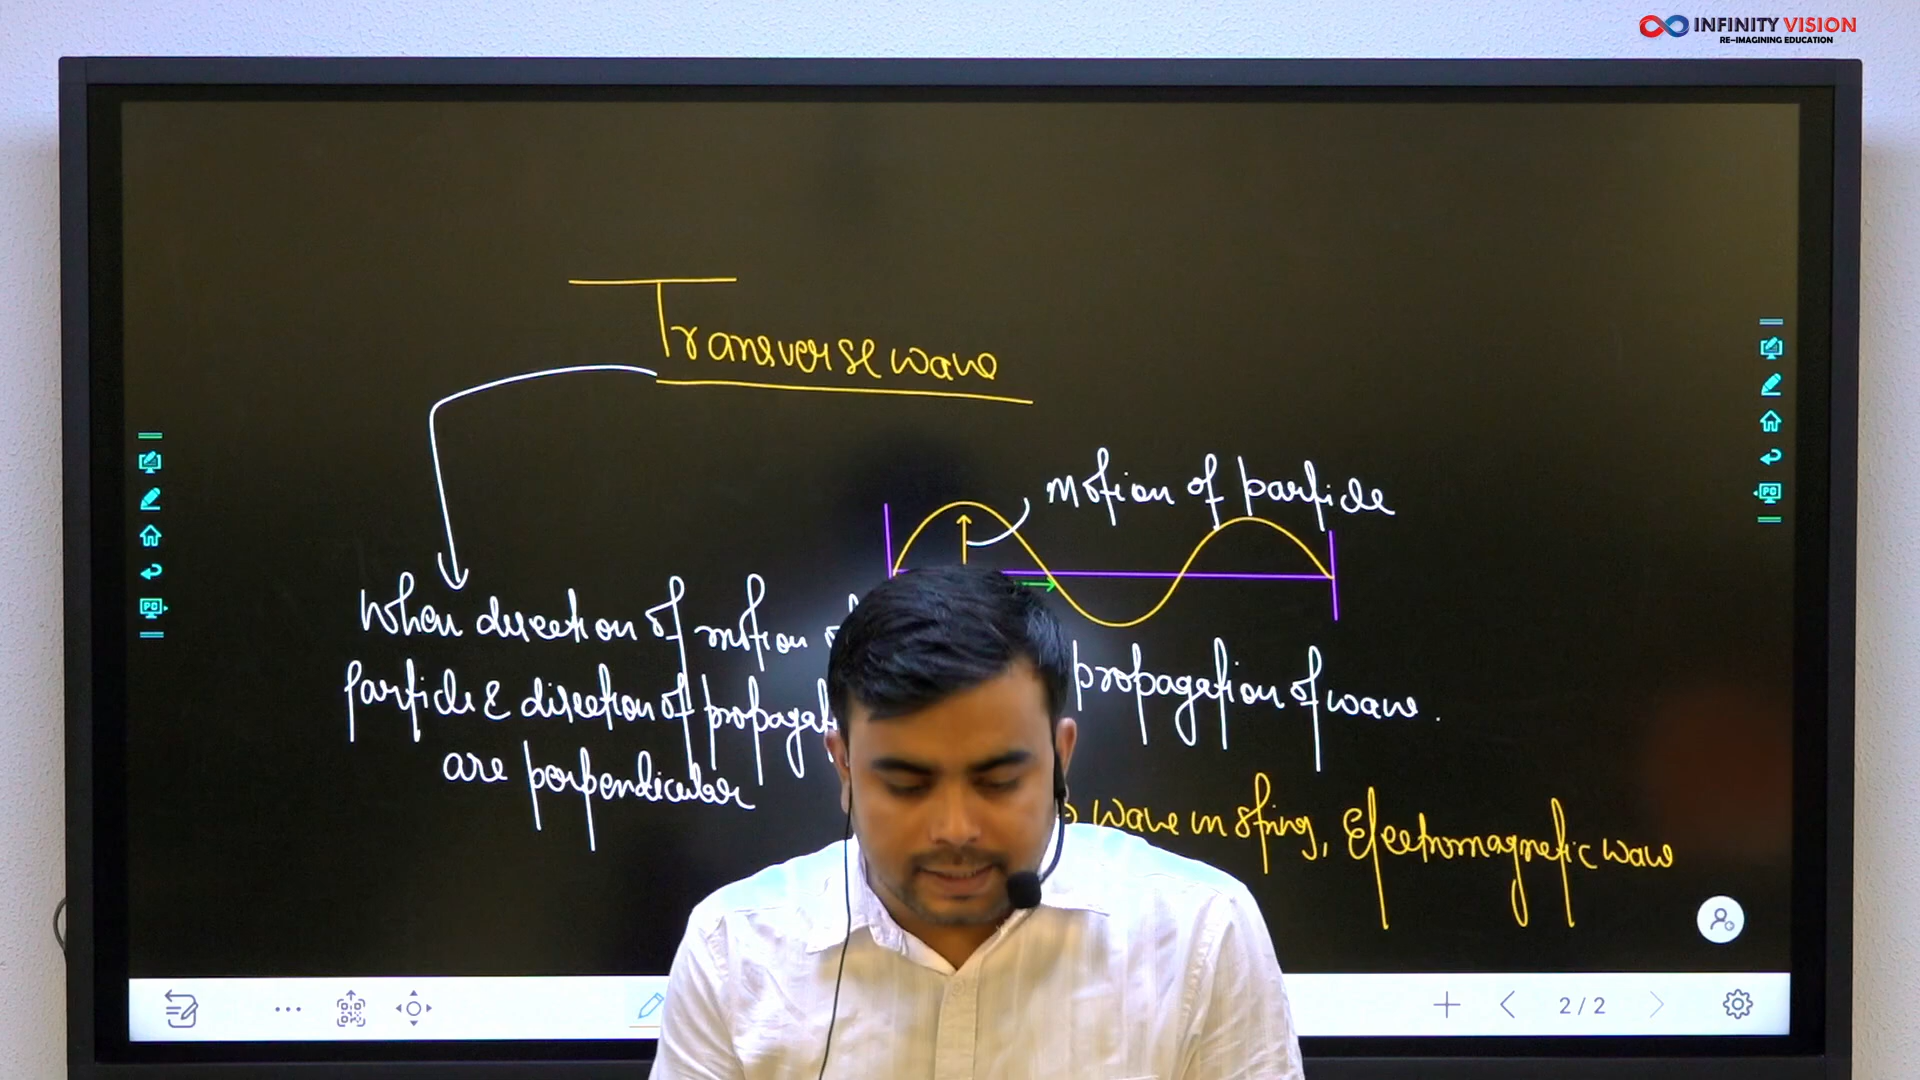 INFINITY VISION
RE-IMAGINING EDUCATION
Transverse wave
Motion of particle
When direction of motion
particle & direction of propagat
are perpendicular
propagation of wave.
wave in string, Electromagnetic wave
2/2